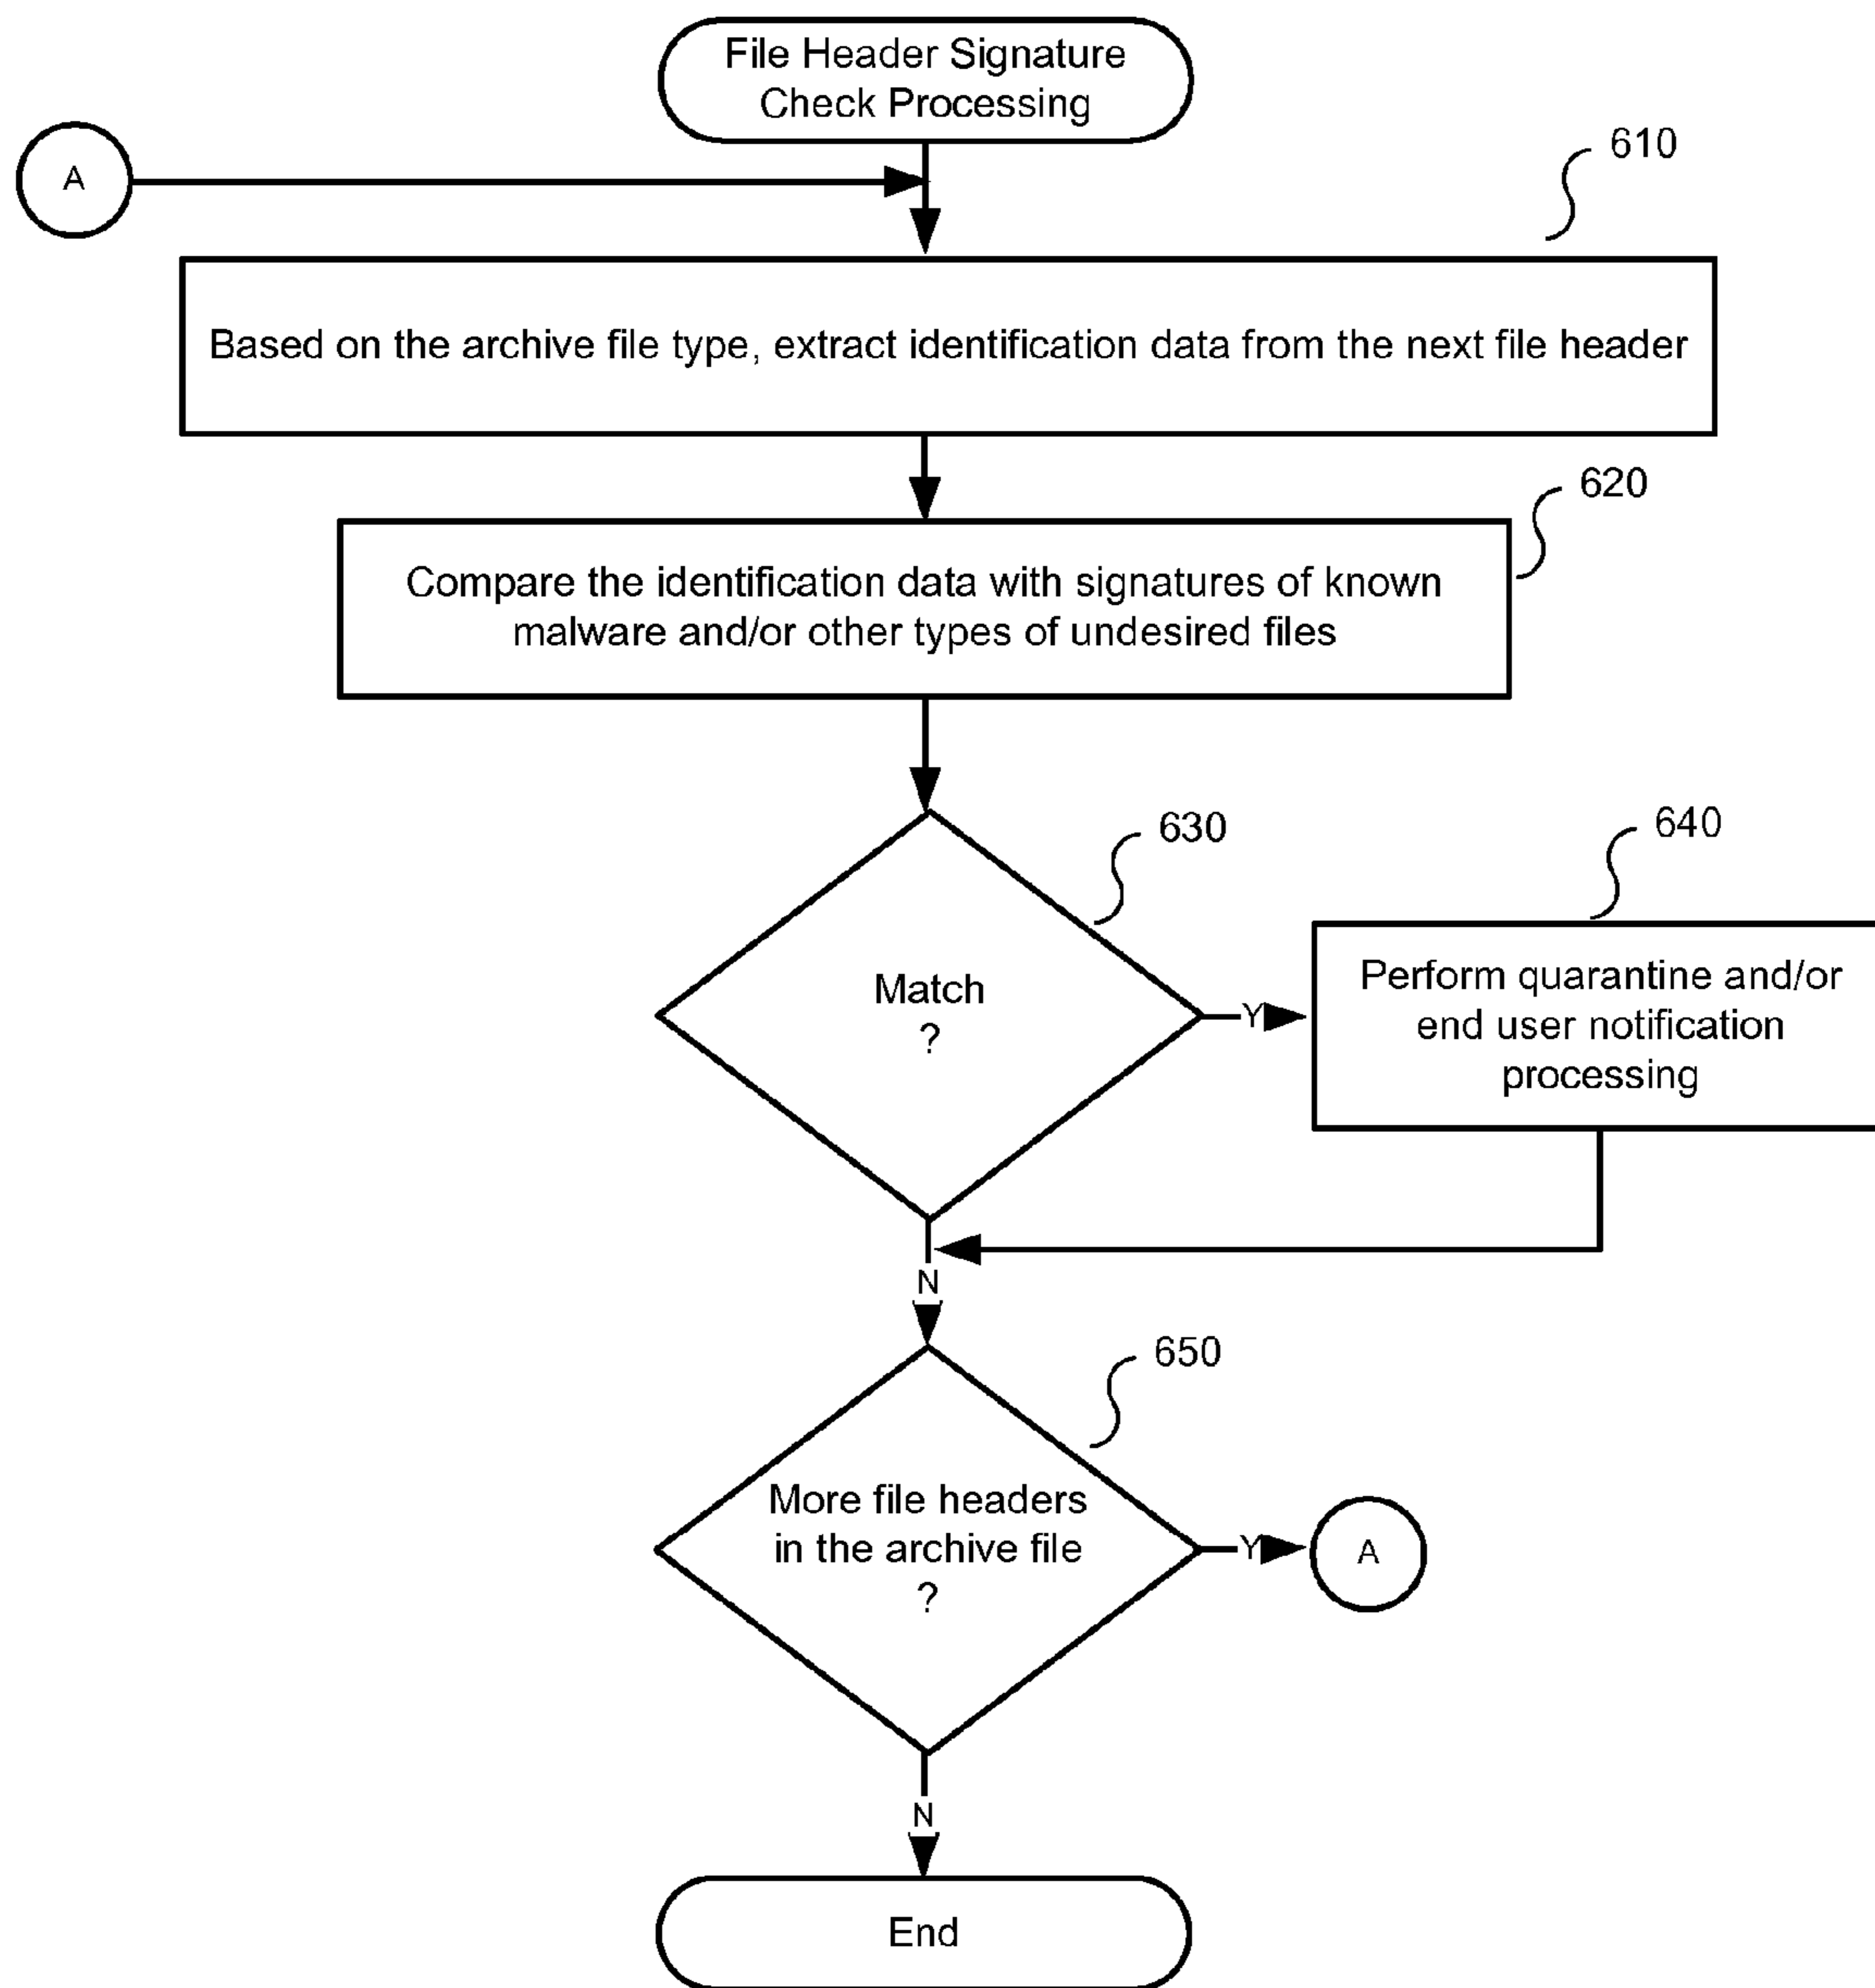 File Header Signature
Check Processing
A
610
Based on the archive file type, extract identification data from the next file header
620
Compare the identification data with signatures of known
malware and/or other types of undesired files
630
640
Match
?
Y
Perform quarantine and/or
end user notification
processing
N
650
More file headers
in the archive file
?
Y
A
N
End